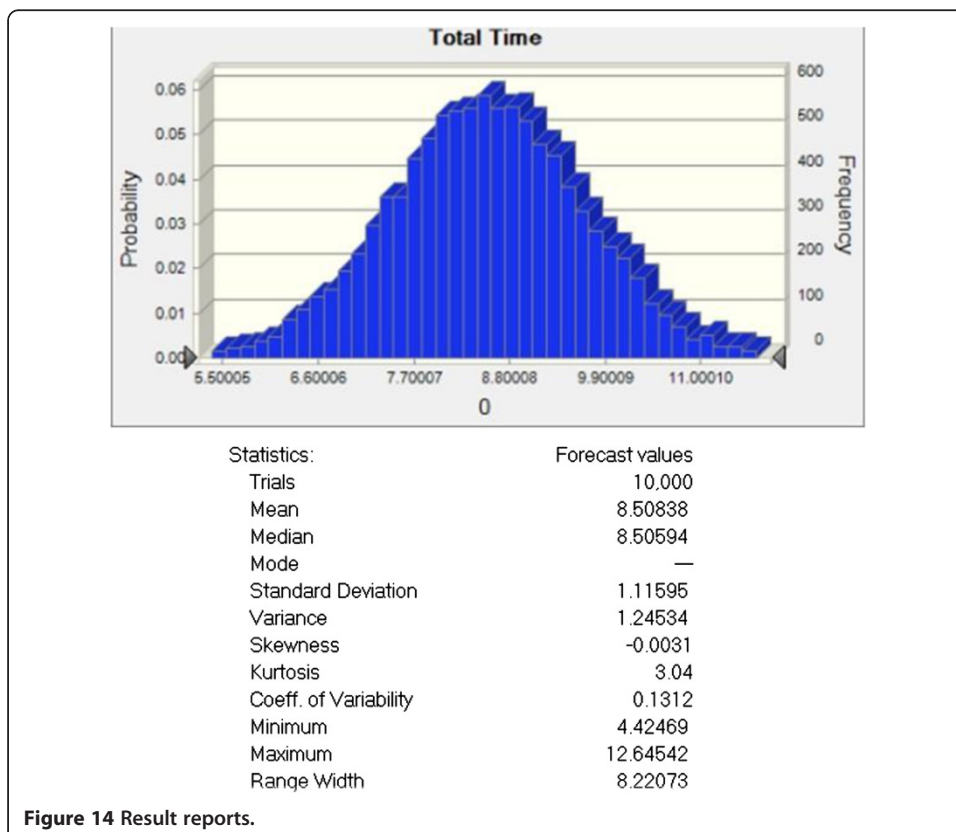 Total Time
0.06
0.05
0.04
0.03
0.02
0.01
0.00
Probability
600
500
400
300
200
100
0
Frequency
5.50005 6.60006 7.70007 8.80008 9.90009 11.00010
0
Statistics: Forecast values
Trials 10,000
Mean 8.50838
Median 8.50594
Mode —
Standard Deviation 1.11595
Variance 1.24534
Skewness -0.0031
Kurtosis 3.04
Coeff. of Variability 0.1312
Minimum 4.42469
Maximum 12.64542
Range Width 8.22073
Figure 14 Result reports.